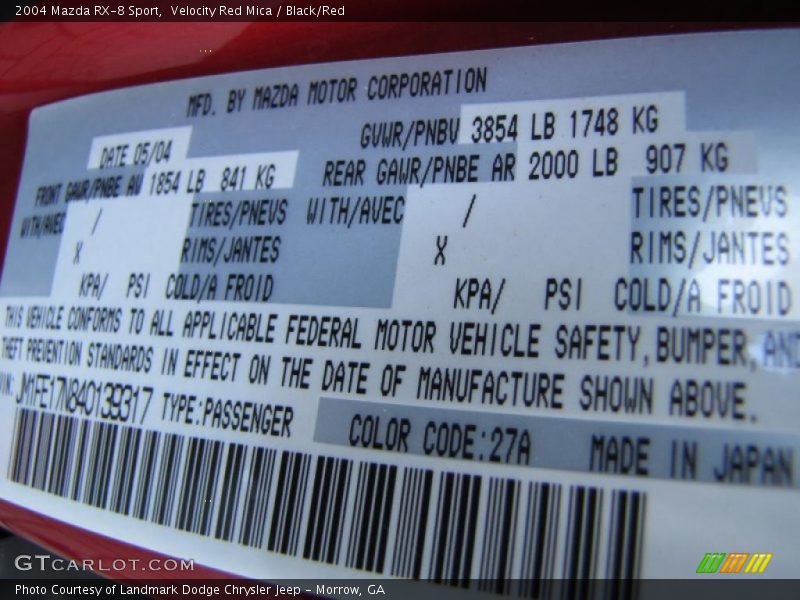 2004 Mazda RX-8 Sport,  Velocity Red Mica / Black/Red
MFD. BY MAZDA MOTOR CORPORATION
DATE 05/04 GVWR/PNBV 3854 LB 1748 KG
FRONT GAWR/PNBE AV 1854 LB 841 KG REAR GAWR/PNBE AR 2000 LB 907 KG
WITH/AVEC / TIRES/PNEUS WITH/AVEC / TIRES/PNEUS
X RIMS/JANTES X RIMS/JANTES
KPA/ PSI COLD/A FROID KPA/ PSI COLD/A FROID
THIS VEHICLE CONFORMS TO ALL APPLICABLE FEDERAL MOTOR VEHICLE SAFETY, BUMPER, AND
THEFT PREVENTION STANDARDS IN EFFECT ON THE DATE OF MANUFACTURE SHOWN ABOVE.
VIN: JM1FE17N840139317 TYPE:PASSENGER
COLOR CODE:27A MADE IN JAPAN
GTCARLOT.COM
Photo Courtesy of Landmark Dodge Chrysler Jeep - Morrow, GA